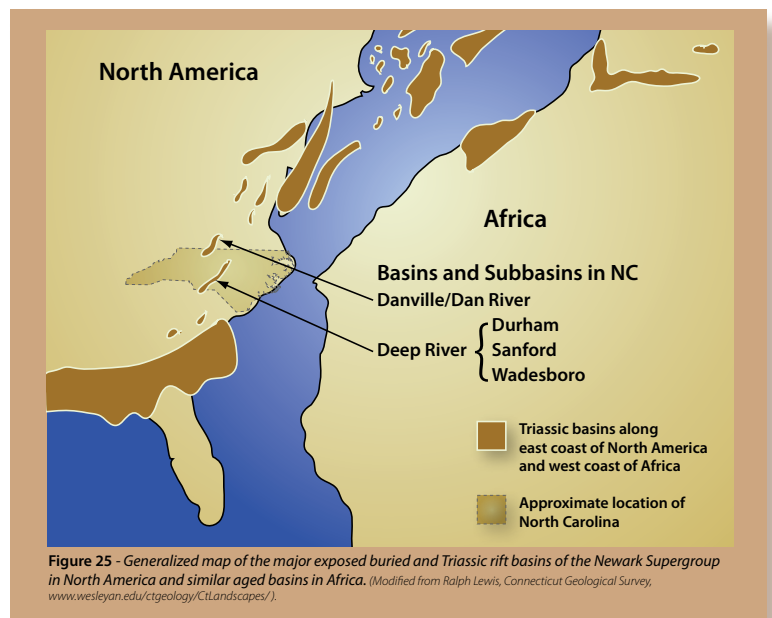 North America
Africa
Basins and Subbasins in NC
Danville/Dan River
Deep River
Durham
Sanford
Wadesboro
Triassic basins along
east coast of North America
and west coast of Africa
Approximate location of
North Carolina
Figure 25 - Generalized map of the major exposed buried and Triassic rift basins of the Newark Supergroup
in North America and similar aged basins in Africa. (Modified from Ralph Lewis, Connecticut Geological Survey,
www.wesleyan.edu/ctgeology/CtLandscapes/ ).